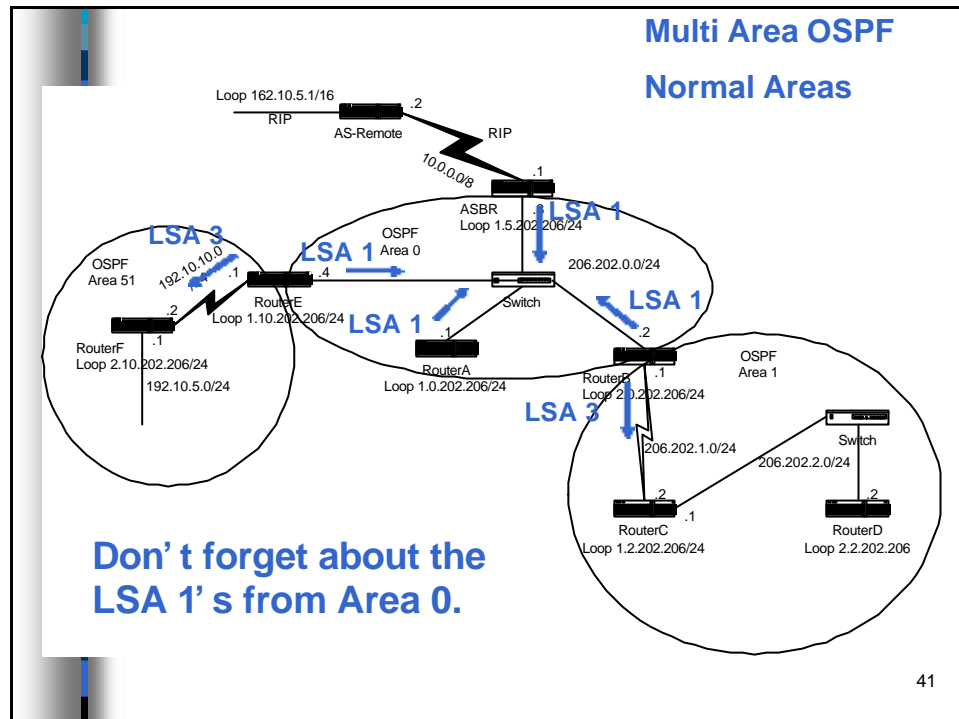 Multi Area OSPF
Normal Areas
Loop 162.10.5.1/16
RIP
.2
AS-Remote
RIP
10.0.0.0/8
.1
ASBR
Loop 1.5.202.206/24
LSA 1
OSPF
Area 0
LSA 3
LSA 1
OSPF
Area 51
192.10.10.0
.1
.4
206.202.0.0/24
RouterE
Loop 1.10.202.206/24
Switch
LSA 1
LSA 1
.2
.2
.1
.1
RouterF
Loop 2.10.202.206/24
192.10.5.0/24
RouterA
Loop 1.0.202.206/24
.1
RouterB
Loop 2.0.202.206/24
OSPF
Area 1
LSA 3
206.202.1.0/24
Switch
206.202.2.0/24
.2
.1
.2
RouterC
Loop 1.2.202.206/24
RouterD
Loop 2.2.202.206
Don' t forget about the
LSA 1' s from Area 0.
41